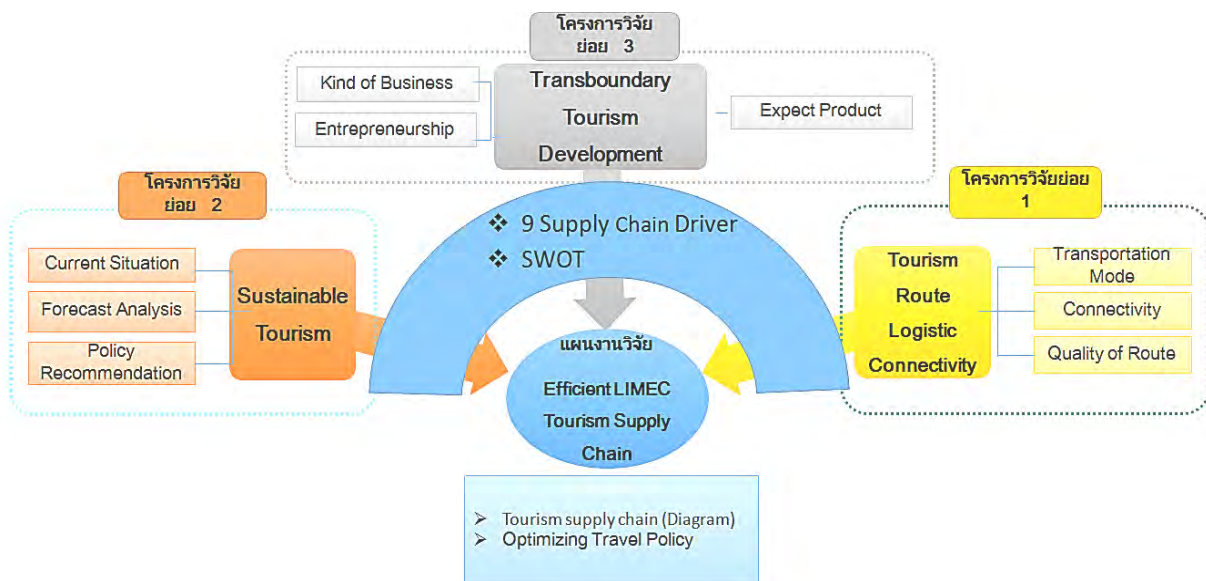 โครงการวิจัย
ย่อย 3
Kind of Business
Entrepreneurship
Transboundary
Tourism
Development
Expect Product
โครงการวิจัย
ย่อย 2
Current Situation
Forecast Analysis
Policy
Recommendation
Sustainable
Tourism
❖ 9 Supply Chain Driver
❖ SWOT
โครงการวิจัยย่อย
1
Tourism
Route
Logistic
Connectivity
Transportation
Mode
Connectivity
Quality of Route
แผนงานวิจัย
Efficient LIMEC
Tourism Supply
Chain
➢ Tourism supply chain (Diagram)
➢ Optimizing Travel Policy